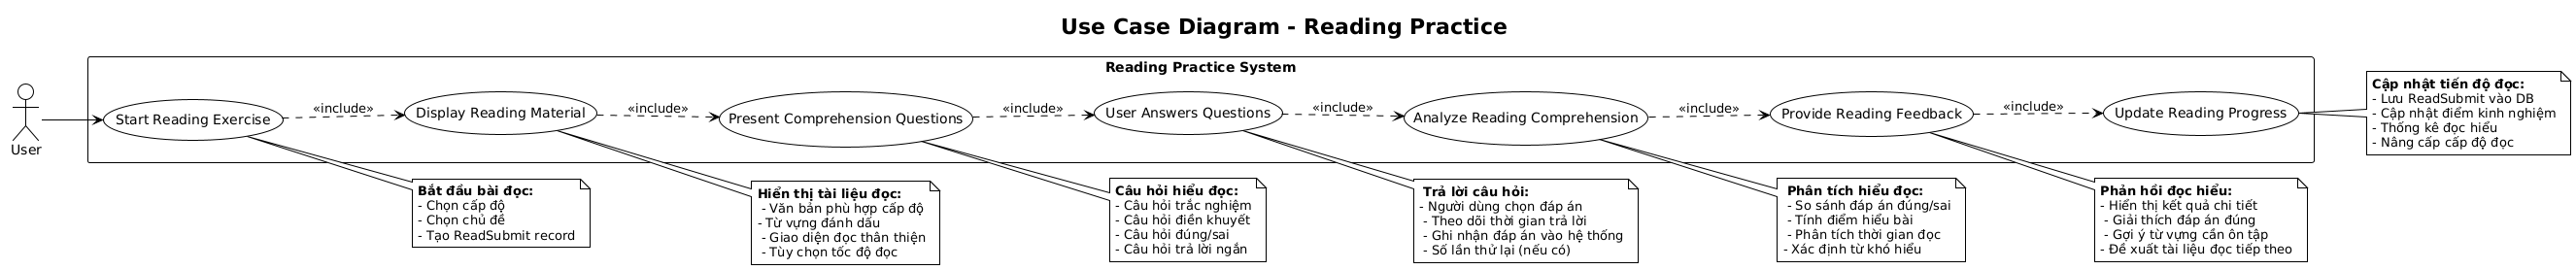 Use Case Diagram - Reading Practice
Reading Practice System
User
Start Reading Exercise
«include»
Display Reading Material
«include»
Present Comprehension Questions
«include»
User Answers Questions
«include»
Analyze Reading Comprehension
«include»
Provide Reading Feedback
«include»
Update Reading Progress
Cập nhật tiến độ đọc:
- Lưu ReadSubmit vào DB
- Cập nhật điểm kinh nghiệm
- Thống kê đọc hiểu
- Nâng cấp cấp độ đọc
Bắt đầu bài đọc:
- Chọn cấp độ
- Chọn chủ đề
- Tạo ReadSubmit record
Hiển thị tài liệu đọc:
- Văn bản phù hợp cấp độ
- Từ vựng đánh dấu
- Giao diện đọc thân thiện
- Tùy chọn tốc độ đọc
Câu hỏi hiểu đọc:
- Câu hỏi trắc nghiệm
- Câu hỏi điền khuyết
- Câu hỏi đúng/sai
- Câu hỏi trả lời ngắn
Trả lời câu hỏi:
- Người dùng chọn đáp án
- Theo dõi thời gian trả lời
- Ghi nhận đáp án vào hệ thống
- Số lần thử lại (nếu có)
Phân tích hiểu đọc:
- So sánh đáp án đúng/sai
- Tính điểm hiểu bài
- Phân tích thời gian đọc
- Xác định từ khó hiểu
Phản hồi đọc hiểu:
- Hiển thị kết quả chi tiết
- Giải thích đáp án đúng
- Gợi ý từ vựng cần ôn tập
- Đề xuất tài liệu đọc tiếp theo